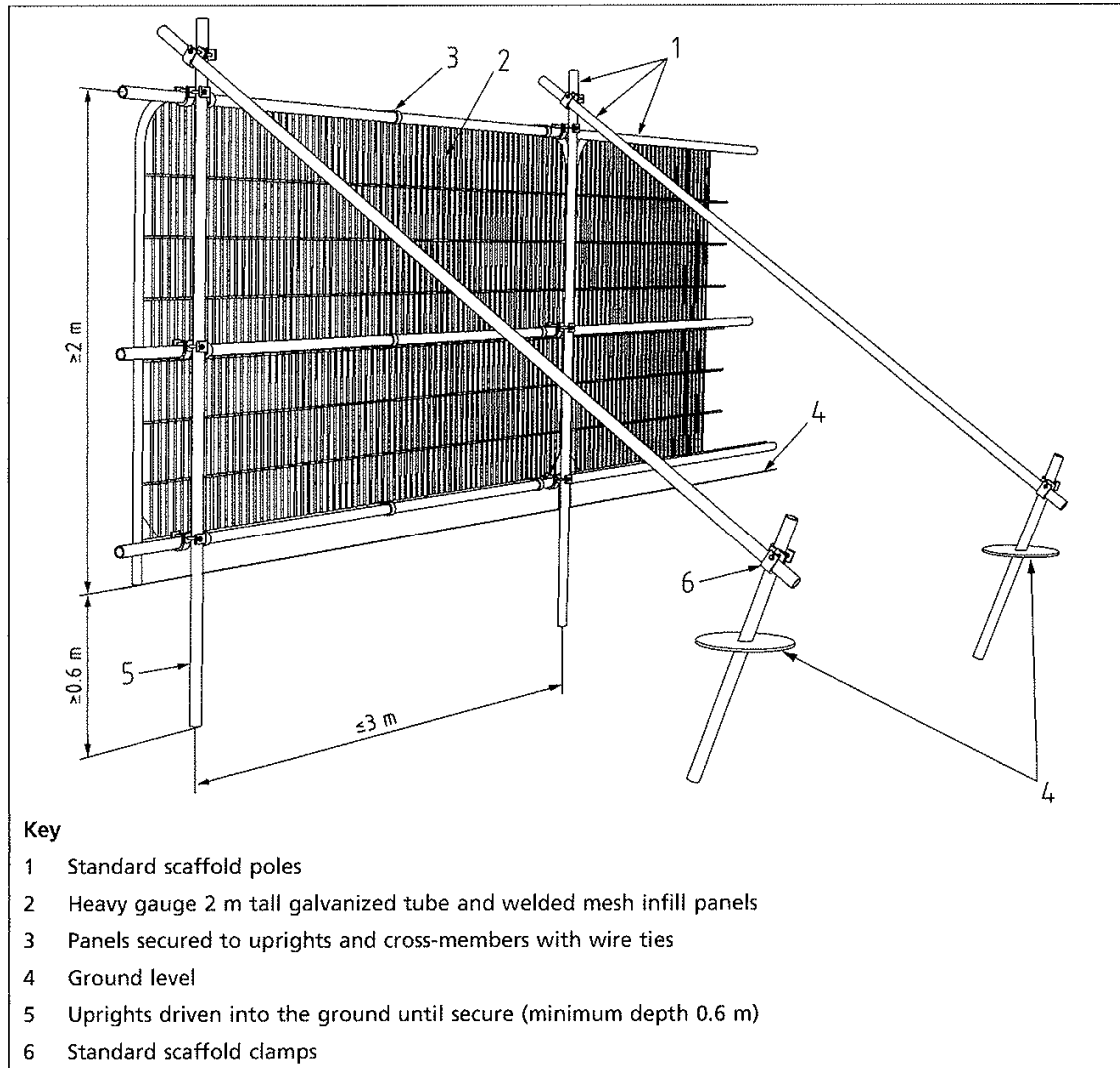 1
3
2
4
≥2 m
6
5
≥0.6 m
≤3 m
4
Key
1 Standard scaffold poles
2 Heavy gauge 2 m tall galvanized tube and welded mesh infill panels
3 Panels secured to uprights and cross-members with wire ties
4 Ground level
5 Uprights driven into the ground until secure (minimum depth 0.6 m)
6 Standard scaffold clamps